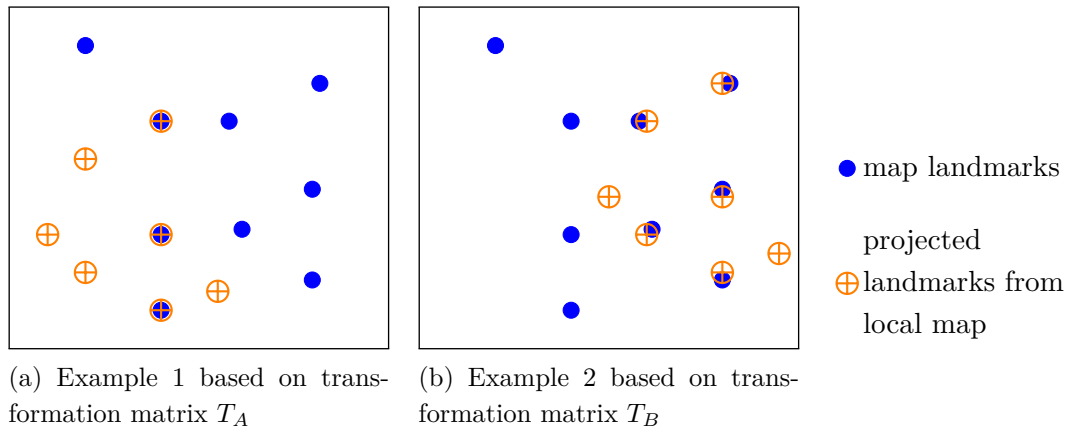 map landmarks
projected
landmarks from
local map
(a) Example 1 based on trans-
formation matrix T_A
(b) Example 2 based on trans-
formation matrix T_B